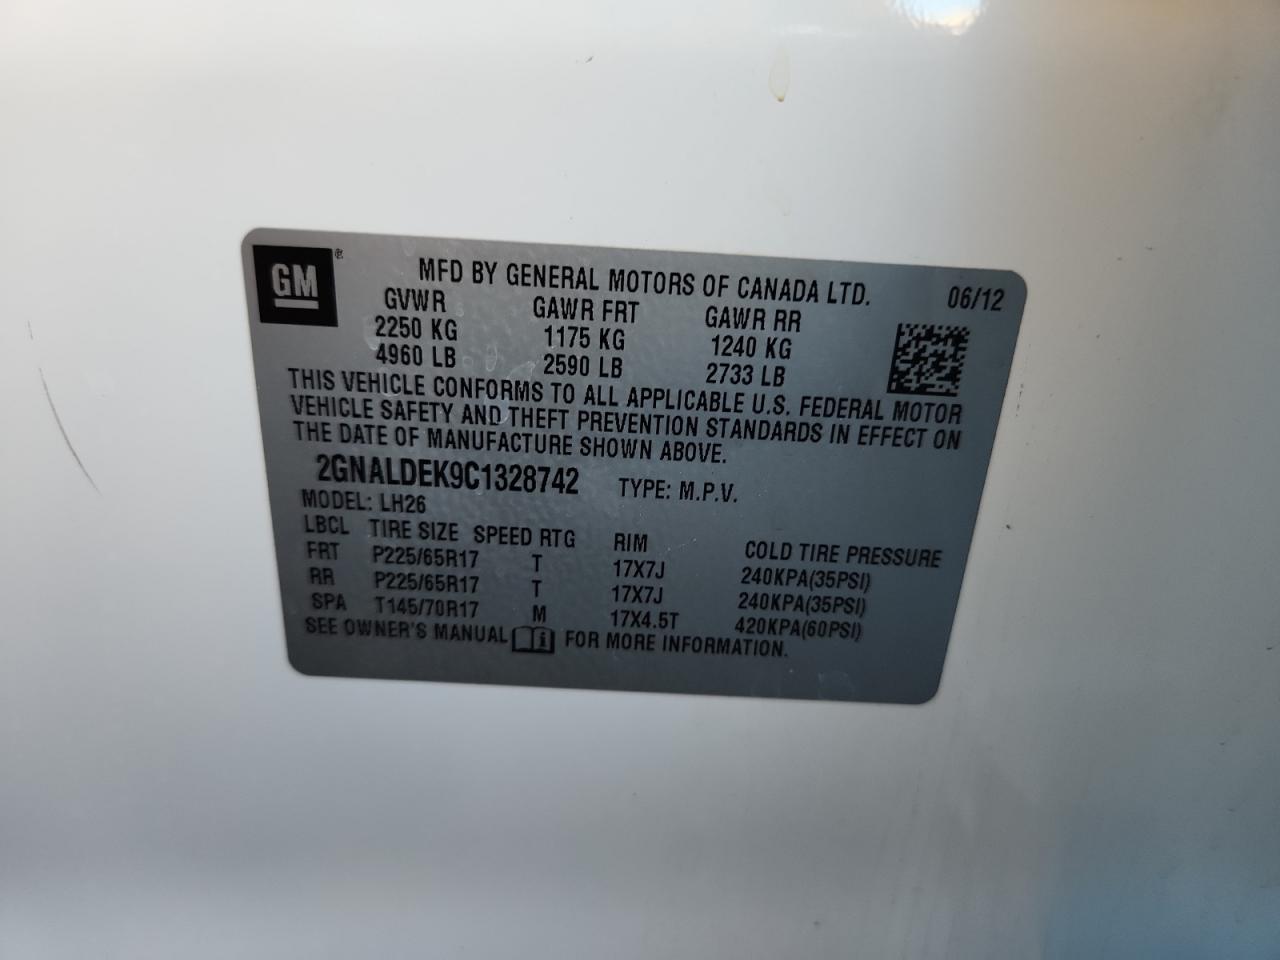 GM
MFD BY GENERAL MOTORS OF CANADA LTD. 06/12
GVWR GAWR FRT GAWR RR
2250 KG 1175 KG 1240 KG
4960 LB 2590 LB 2733 LB
THIS VEHICLE CONFORMS TO ALL APPLICABLE U.S. FEDERAL MOTOR
VEHICLE SAFETY AND THEFT PREVENTION STANDARDS IN EFFECT ON
THE DATE OF MANUFACTURE SHOWN ABOVE.
2GNALDEK9C1328742 TYPE: M.P.V.
MODEL: LH26
LBCL TIRE SIZE SPEED RTG RIM COLD TIRE PRESSURE
FRT P225/65R17 T 17X7J 240KPA(35PSI)
RR P225/65R17 T 17X7J 240KPA(35PSI)
SPA T145/70R17 M 17X4.5T 420KPA(60PSI)
SEE OWNER'S MANUAL FOR MORE INFORMATION.